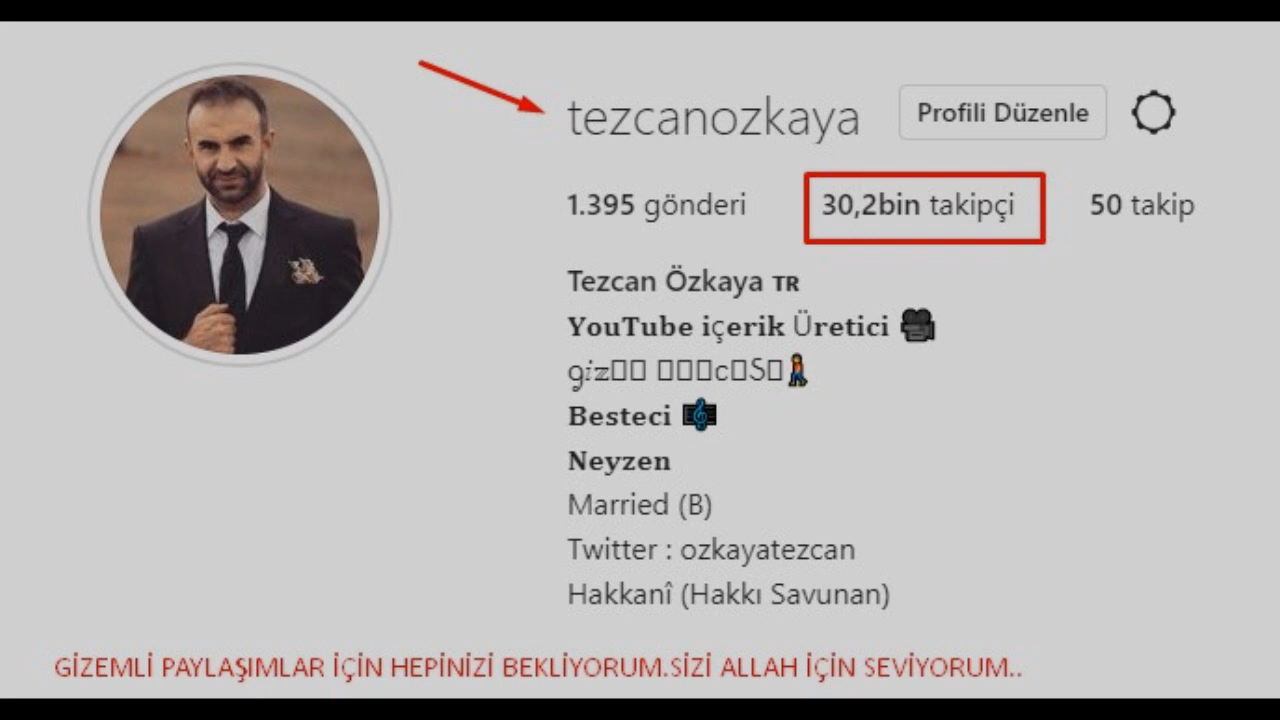 tezcanozkaya Profili Düzenle
1.395 gönderi 30,2bin takipçi 50 takip
Tezcan Özkaya TR
YouTube içerik Üretici
Besteci
Neyzen
Married (B)
Twitter : ozkayatezcan
Hakkanî (Hakkı Savunan)
GİZEMLİ PAYLAŞIMLAR İÇİN HEPİNİZİ BEKLİYORUM.SİZİ ALLAH İÇİN SEVİYORUM..